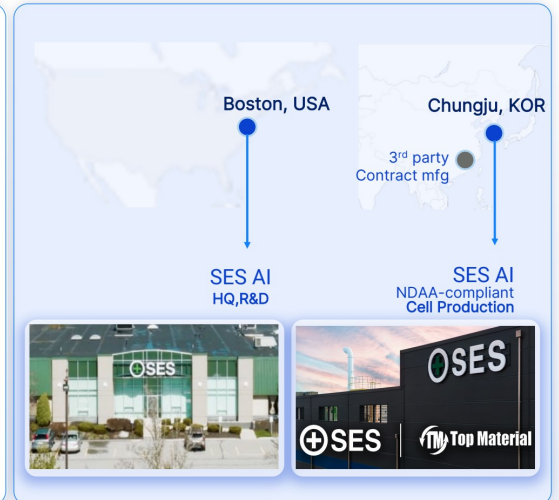 Boston, USA
Chungju, KOR
3rd party
Contract mfg
SES AI
HQ,R&D
SES AI
NDAA-compliant
Cell Production
SES
SES
SES | TM Top Material